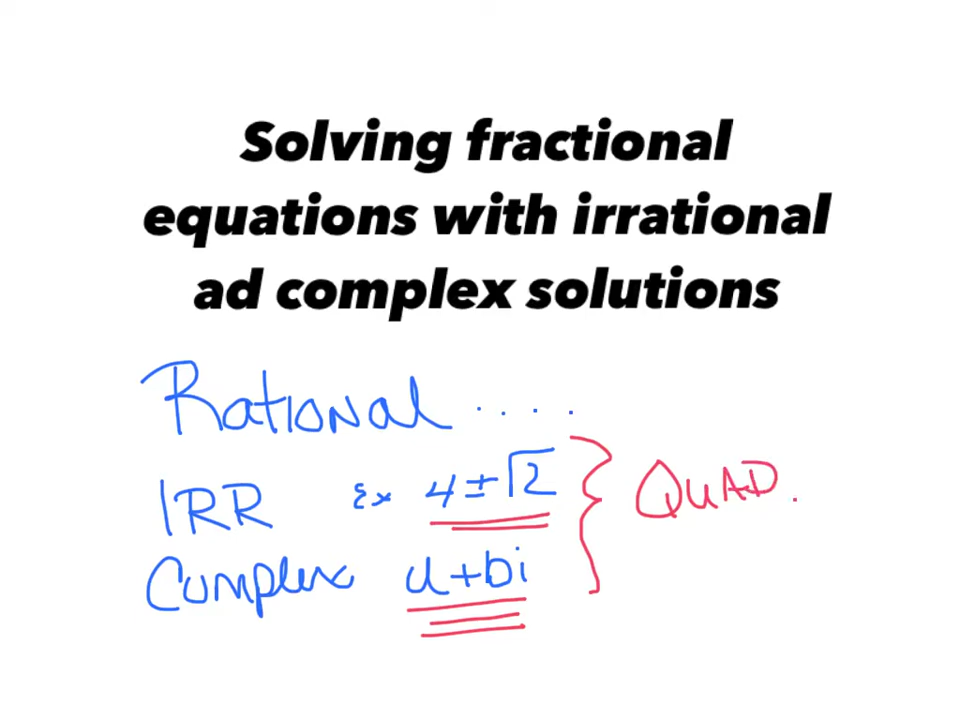 Solving fractional
equations with irrational
ad complex solutions
Rational ....
IRR Ex 4±√2
Complex a+bi
QUAD.